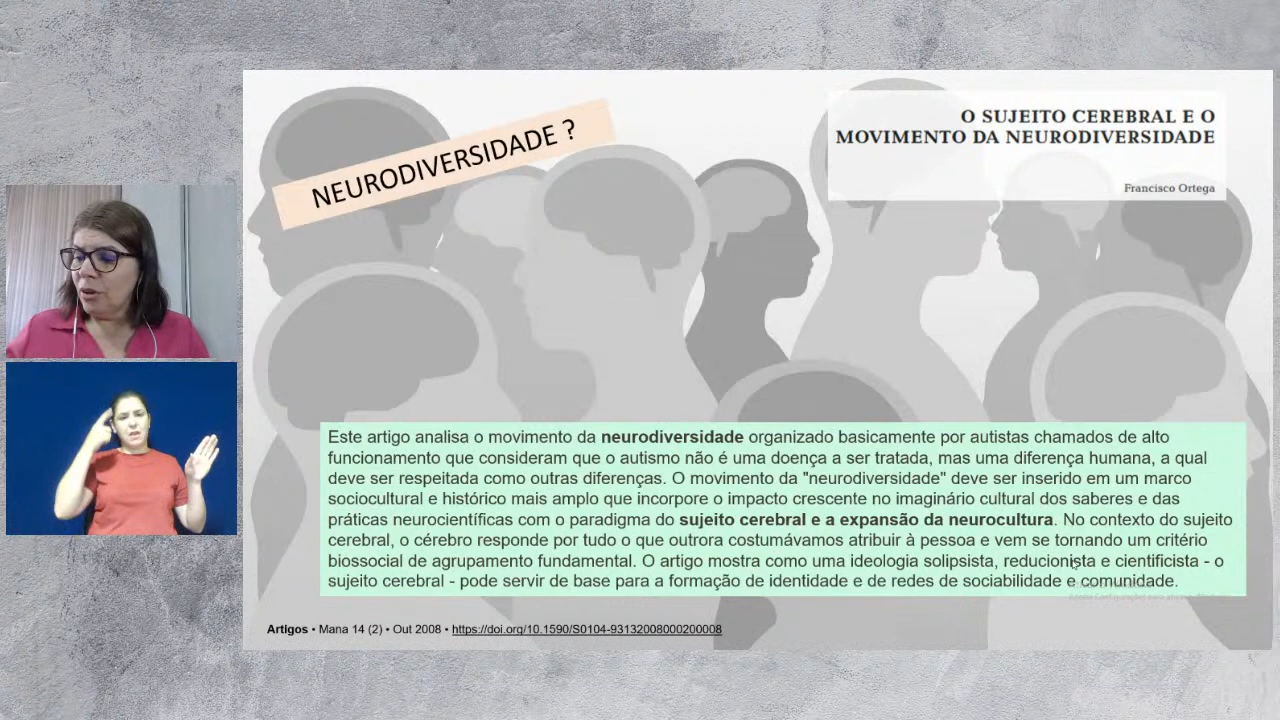 NEURODIVERSIDADE ?
O SUJEITO CEREBRAL E O
MOVIMENTO DA NEURODIVERSIDADE
Francisco Ortega
Este artigo analisa o movimento da neurodiversidade organizado basicamente por autistas chamados de alto
funcionamento que consideram que o autismo não é uma doença a ser tratada, mas uma diferença humana, a qual
deve ser respeitada como outras diferenças. O movimento da "neurodiversidade" deve ser inserido em um marco
sociocultural e histórico mais amplo que incorpore o impacto crescente no imaginário cultural dos saberes e das
práticas neurocientíficas com o paradigma do sujeito cerebral e a expansão da neurocultura. No contexto do sujeito
cerebral, o cérebro responde por tudo o que outrora costumávamos atribuir à pessoa e vem se tornando um critério
biossocial de agrupamento fundamental. O artigo mostra como uma ideologia solipsista, reducionista e cientificista - o
sujeito cerebral - pode servir de base para a formação de identidade e de redes de sociabilidade e comunidade.
Artigos • Mana 14 (2) • Out 2008 • https://doi.org/10.1590/S0104-93132008000200008